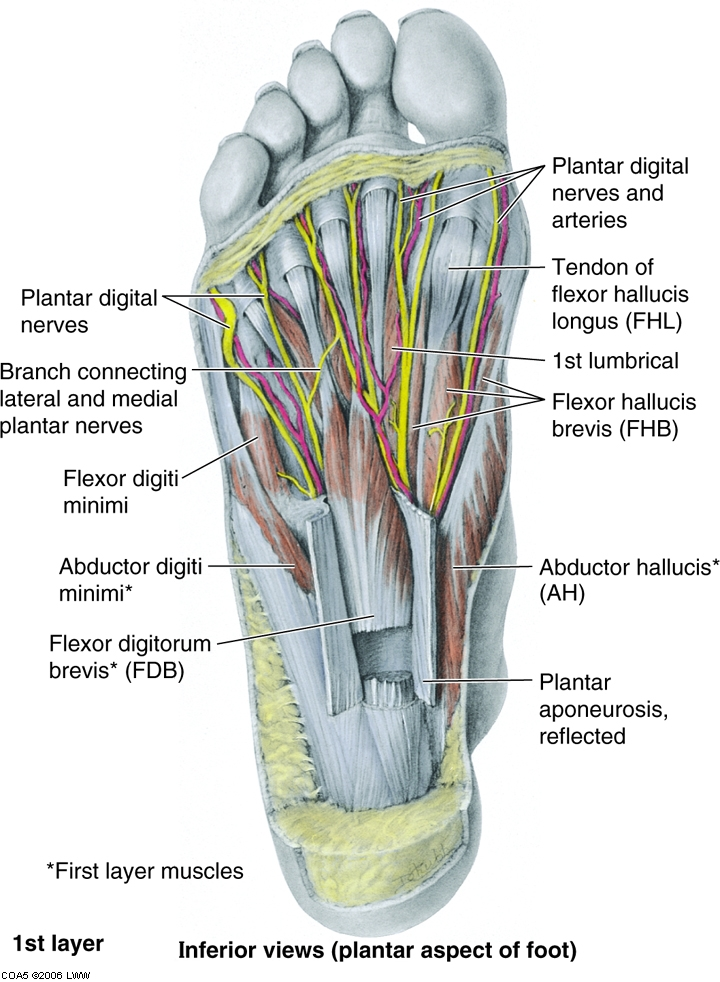 Plantar digital
nerves and
arteries
Tendon of
flexor hallucis
longus (FHL)
1st lumbrical
Flexor hallucis
brevis (FHB)
Abductor hallucis*
(AH)
Plantar
aponeurosis,
reflected
Plantar digital
nerves
Branch connecting
lateral and medial
plantar nerves
Flexor digiti
minimi
Abductor digiti
minimi*
Flexor digitorum
brevis* (FDB)
*First layer muscles
1st layer
Inferior views (plantar aspect of foot)
COA5 ©2006 LWW